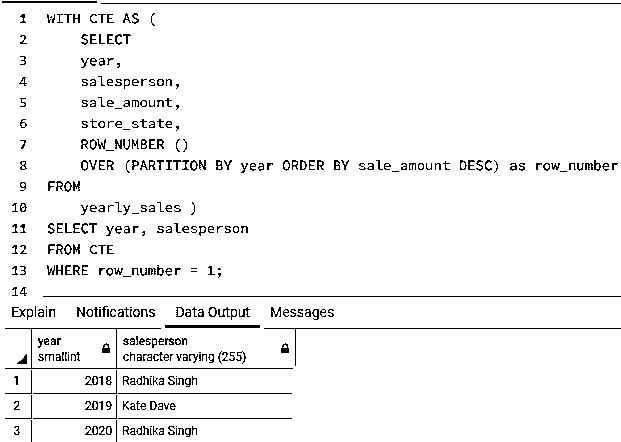 1 WITH CTE AS (
2 SELECT
3 year,
4 salesperson,
5 sale_amount,
6 store_state,
7 ROW_NUMBER ()
8 OVER (PARTITION BY year ORDER BY sale_amount DESC) as row_number
9 FROM
10 yearly_sales )
11 SELECT year, salesperson
12 FROM CTE
13 WHERE row_number = 1;
14
Explain Notifications Data Output Messages
year salesperson
smallint character varying (255)
1 2018 Radhika Singh
2 2019 Kate Dave
3 2020 Radhika Singh